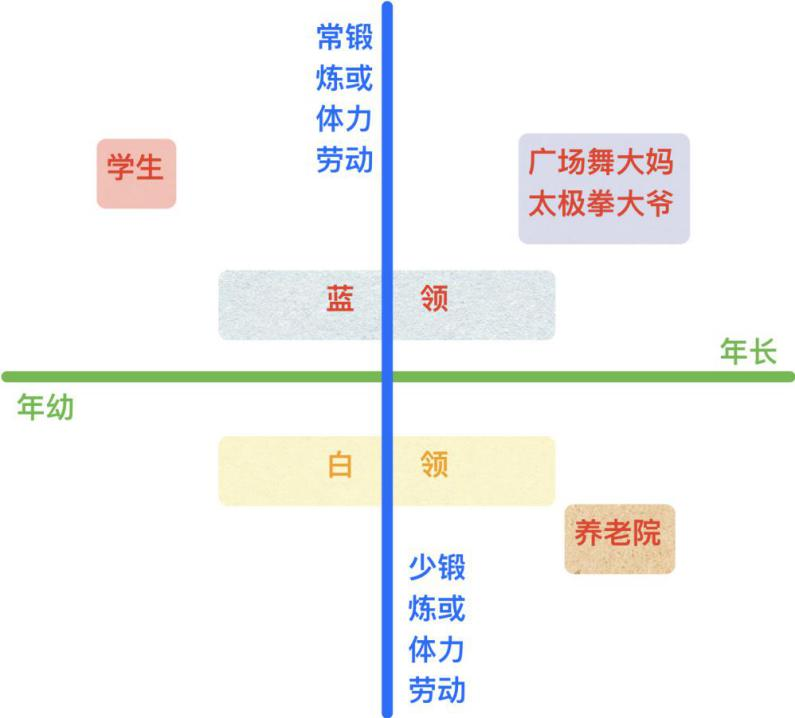 常锻
炼或
体力
劳动
学生
广场舞大妈
太极拳大爷
蓝 领
年长
年幼
白 领
养老院
少锻
炼或
体力
劳动